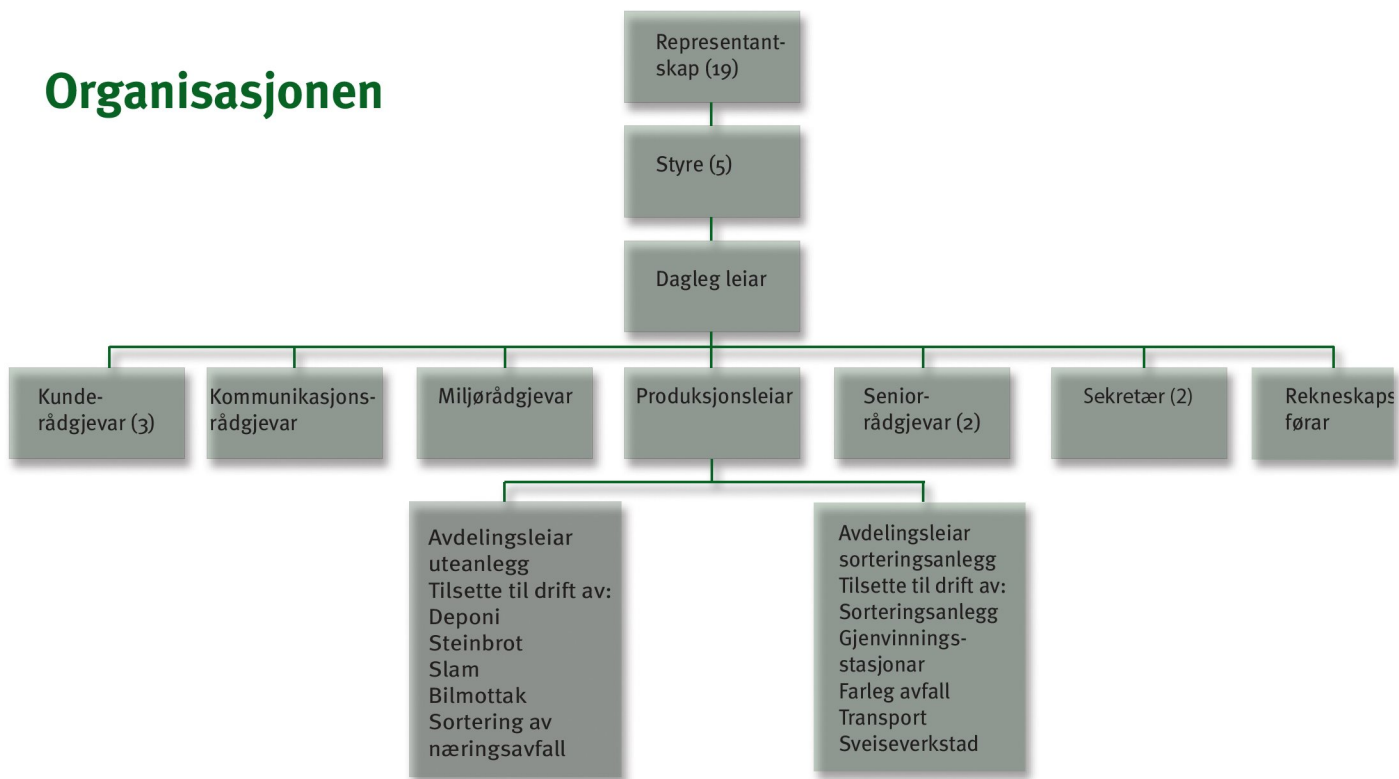 Organisasjonen
Representant-
skap (19)
Styre (5)
Dagleg leiar
Kunde-
rådgjevar (3)
Kommunikasjons-
rådgjevar
Miljørådgjevar
Produksjonsleiar
Senior-
rådgjevar (2)
Sekretær (2)
Rekneskaps
førar
Avdelingsleiar
uteanlegg
Tilsette til drift av:
Deponi
Steinbrot
Slam
Bilmottak
Sortering av
næringsavfall
Avdelingsleiar
sorteringsanlegg
Tilsette til drift av:
Sorteringsanlegg
Gjenvinnings-
stasjonar
Farleg avfall
Transport
Sveiseverkstad